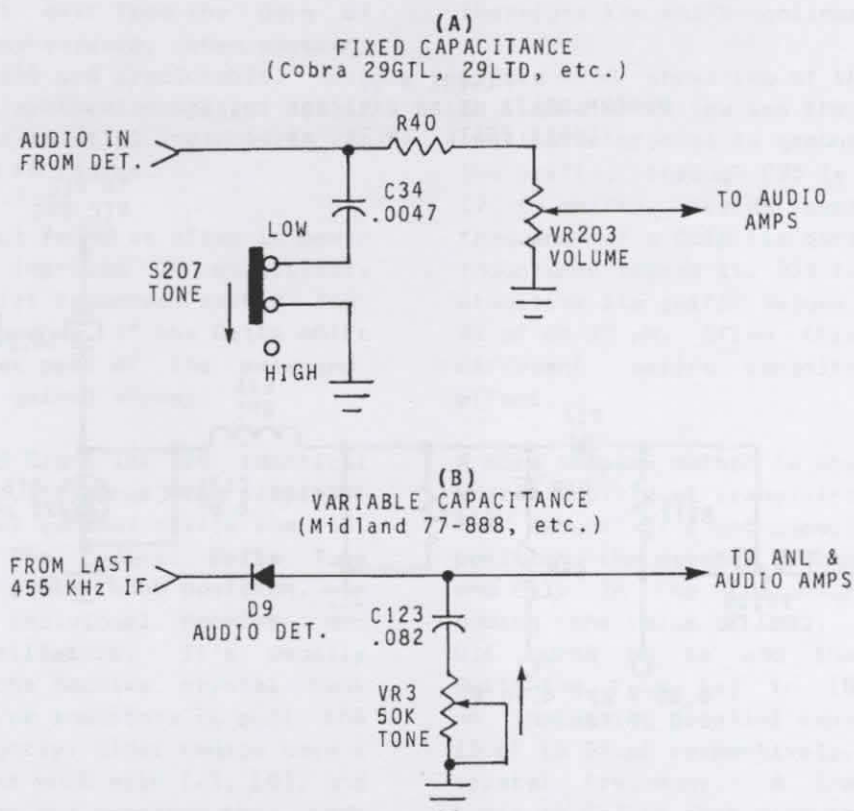 (A)
FIXED CAPACITANCE
(Cobra 29GTL, 29LTD, etc.)
AUDIO IN
FROM DET.
R40
C34
.0047
TO AUDIO
AMPS
VR203
VOLUME
LOW
S207
TONE
HIGH
(B)
VARIABLE CAPACITANCE
(Midland 77-888, etc.)
FROM LAST
455 KHz IF
D9
AUDIO DET.
TO ANL &
AUDIO AMPS
C123
.082
VR3
50K
TONE